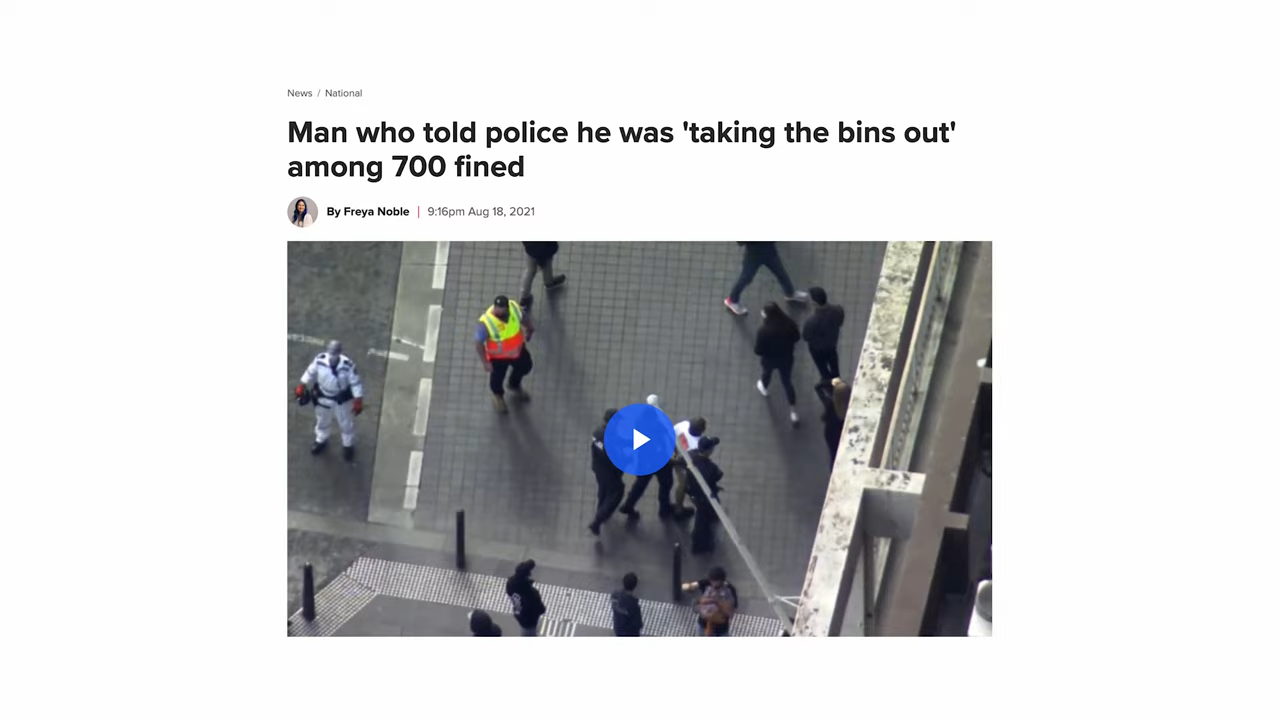 News / National
Man who told police he was 'taking the bins out'
among 700 fined
By Freya Noble | 9:16pm Aug 18, 2021